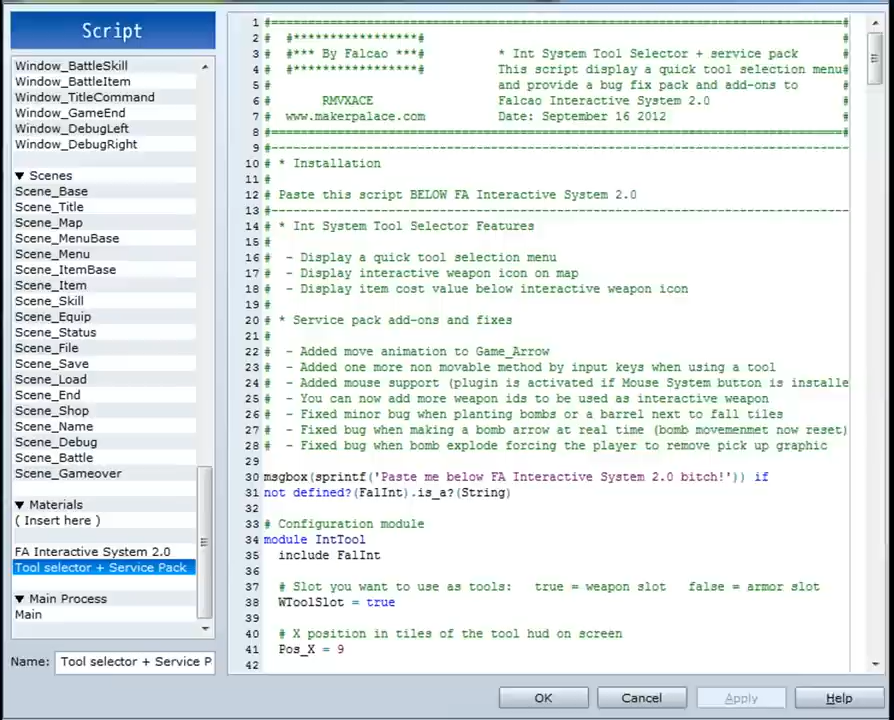 Script
Window_BattleSkill
Window_BattleItem
Window_TitleCommand
Window_GameEnd
Window_DebugLeft
Window_DebugRight
▼ Scenes
Scene_Base
Scene_Title
Scene_Map
Scene_MenuBase
Scene_Menu
Scene_ItemBase
Scene_Item
Scene_Skill
Scene_Equip
Scene_Status
Scene_File
Scene_Save
Scene_Load
Scene_End
Scene_Shop
Scene_Name
Scene_Debug
Scene_Battle
Scene_Gameover
▼ Materials
( Insert here )
FA Interactive System 2.0
Tool selector + Service Pack
▼ Main Process
Main
Name: Tool selector + Service P
1 #===============================================================================#
2 #  #*****************#
3 #  #*** By Falcao ***#          * Int System Tool Selector + service pack
4 #  #*****************#          This script display a quick tool selection menu#
5 #                               and provide a bug fix pack and add-ons to
6 #       RMVXACE                 Falcao Interactive System 2.0
7 #  www.makerpalace.com          Date: September 16 2012
8 #===============================================================================#
9 #-------------------------------------------------------------------------------
10 # * Installation
11 #
12 # Paste this script BELOW FA Interactive System 2.0
13 #-------------------------------------------------------------------------------
14 # * Int System Tool Selector Features
15 #
16 #  - Display a quick tool selection menu
17 #  - Display interactive weapon icon on map
18 #  - Display item cost value below interactive weapon icon
19 #
20 # * Service pack add-ons and fixes
21 #
22 #  - Added move animation to Game_Arrow
23 #  - Added one more non movable method by input keys when using a tool
24 #  - Added mouse support (plugin is activated if Mouse System button is installe
25 #  - You can now add more weapon ids to be used as interactive weapon
26 #  - Fixed minor bug when planting bombs or a barrel next to fall tiles
27 #  - Fixed bug when making a bomb arrow at real time (bomb movemenmet now reset)
28 #  - Fixed bug when bomb explode forcing the player to remove pick up graphic
29
30 msgbox(sprintf('Paste me below FA Interactive System 2.0 bitch!')) if
31 not defined?(FalInt).is_a?(String)
32
33 # Configuration module
34 module IntTool
35   include FalInt
36
37   # Slot you want to use as tools:   true = weapon slot   false = armor slot
38   WToolSlot = true
39
40   # X position in tiles of the tool hud on screen
41   Pos_X = 9
42
OK
Cancel
Apply
Help